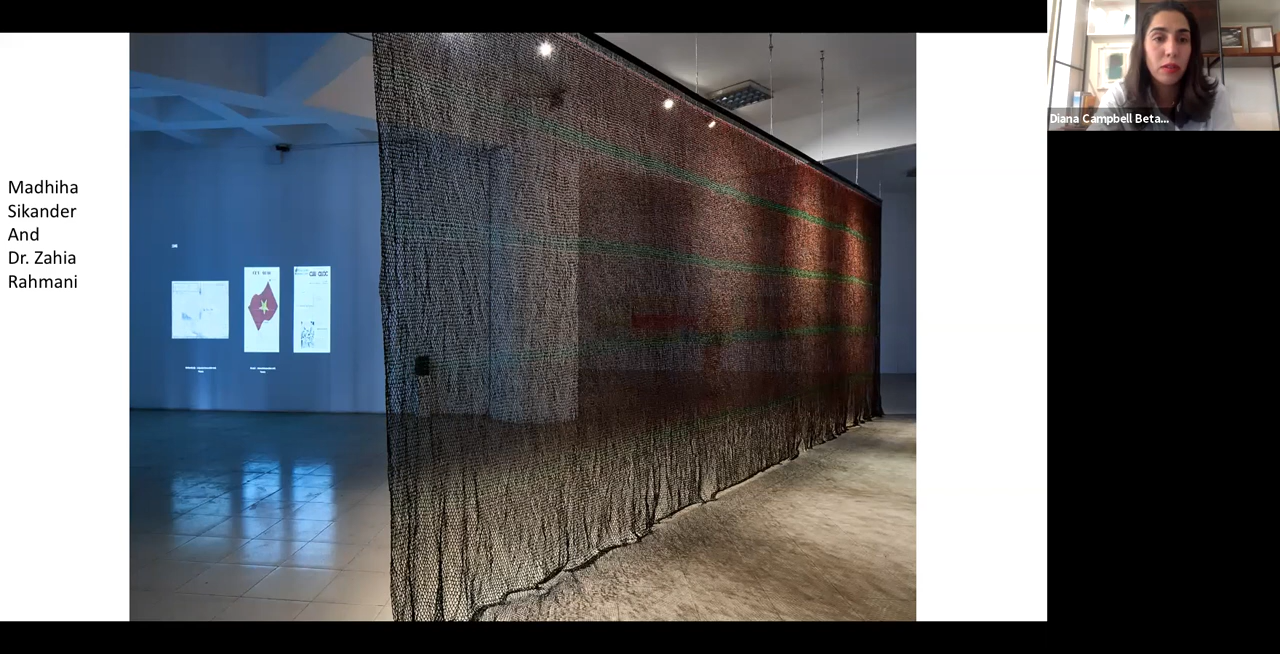 Madhiha
Sikander
And
Dr. Zahia
Rahmani
Diana Campbell Beta...